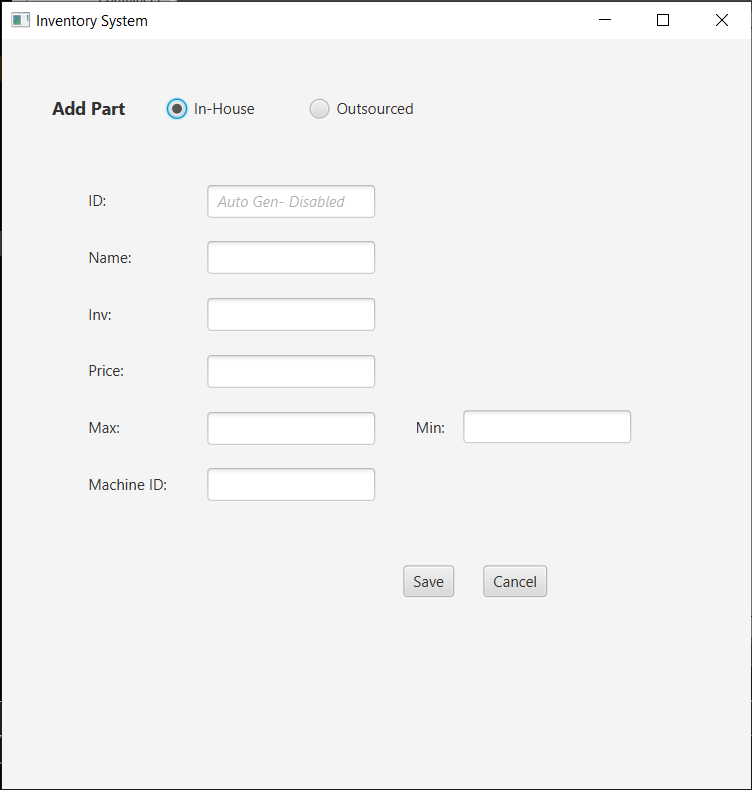 Inventory System
Add Part In-House Outsourced
ID: Auto Gen- Disabled
Name:
Inv:
Price:
Max: Min:
Machine ID:
Save Cancel